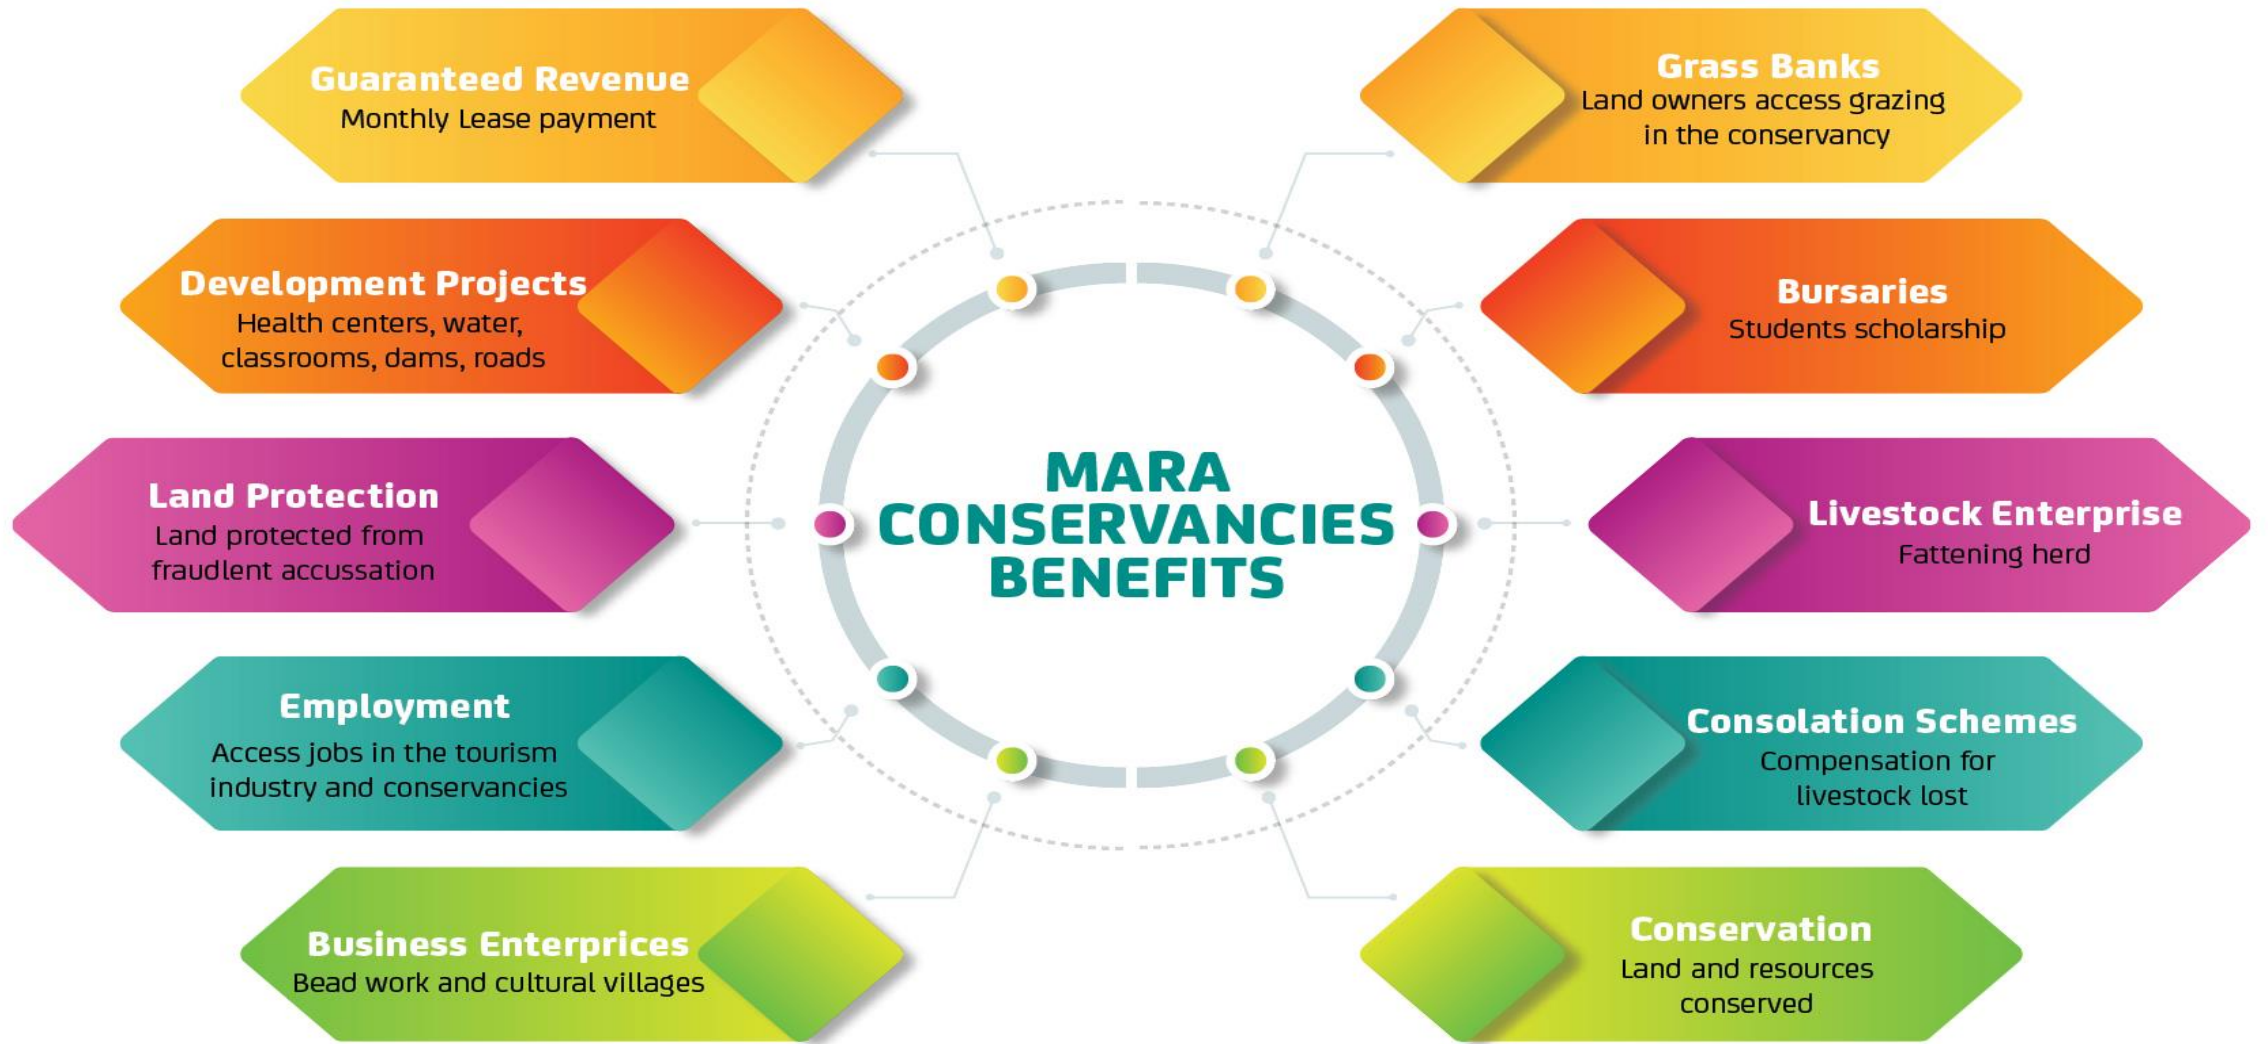 Guaranteed Revenue
Monthly Lease payment
Development Projects
Health centers, water,
classrooms, dams, roads
Land Protection
Land protected from
fraudlent accussation
Employment
Access jobs in the tourism
industry and conservancies
Business Enterprices
Bead work and cultural villages
MARA
CONSERVANCIES
BENEFITS
Grass Banks
Land owners access grazing
in the conservancy
Bursaries
Students scholarship
Livestock Enterprise
Fattening herd
Consolation Schemes
Compensation for
livestock lost
Conservation
Land and resources
conserved